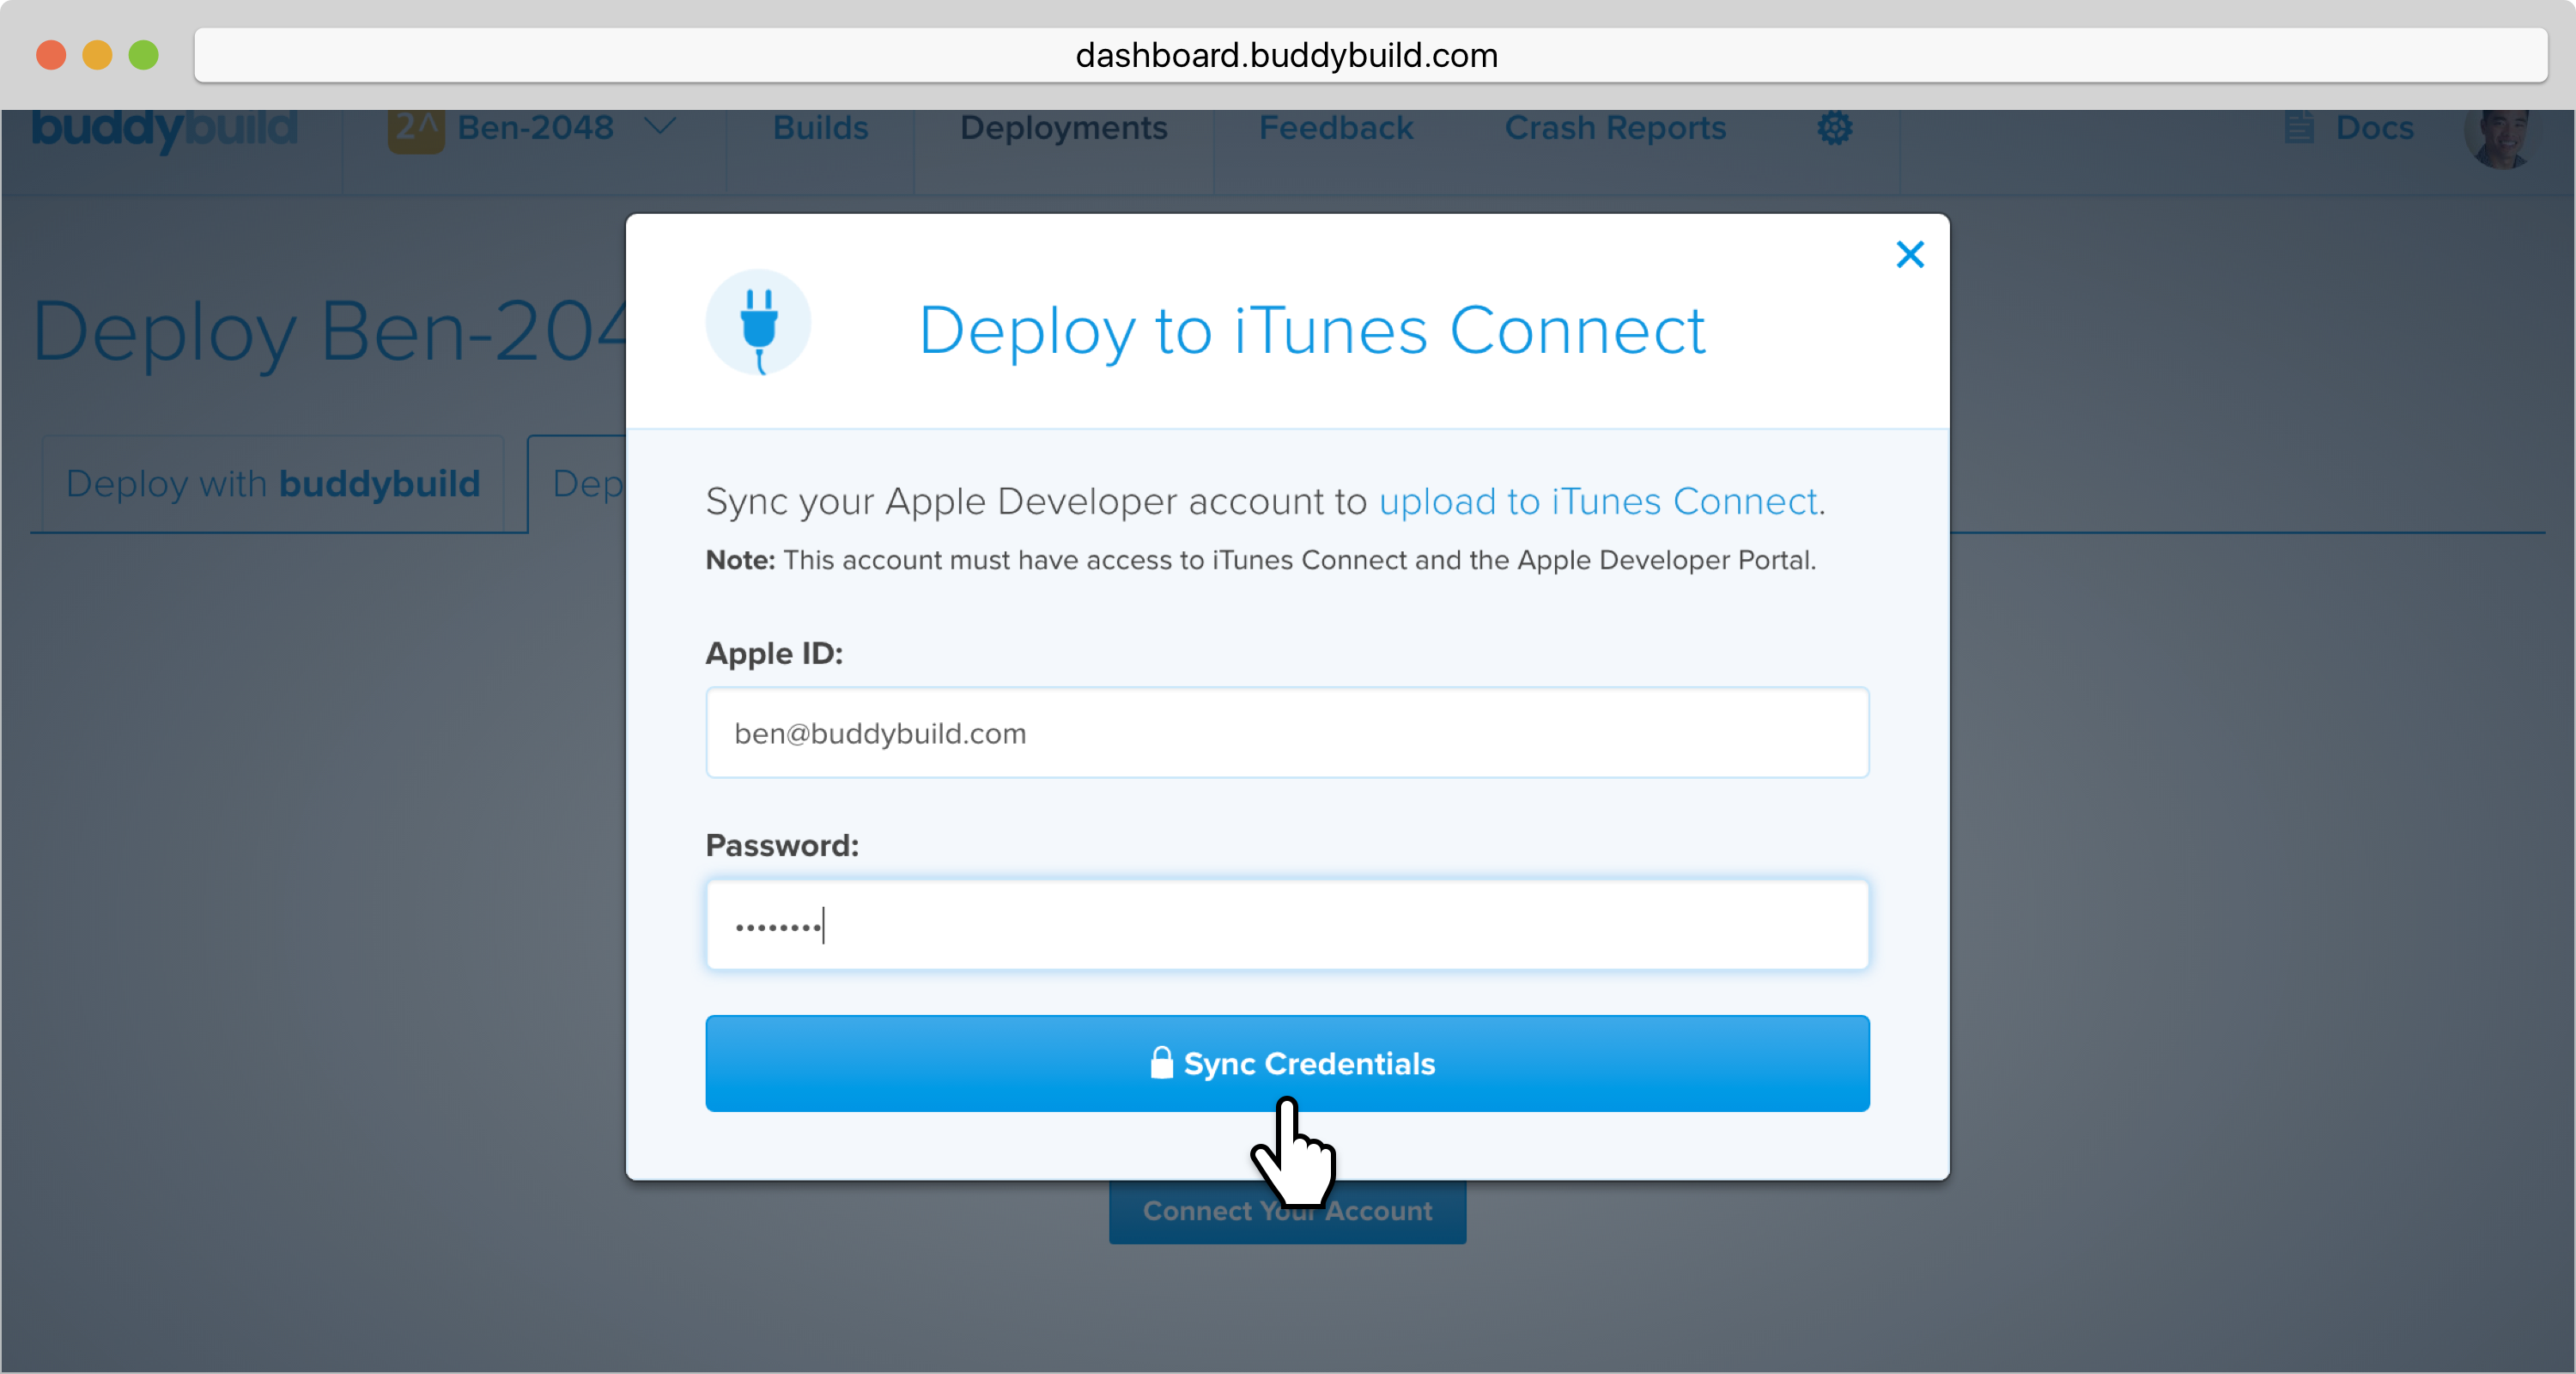 dashboard.buddybuild.com
buddybuild 2^ Ben-2048 Builds Deployments Feedback Crash Reports Docs
Deploy Ben-204
Deploy with buddybuild Dep
Deploy to iTunes Connect
Sync your Apple Developer account to upload to iTunes Connect.
Note: This account must have access to iTunes Connect and the Apple Developer Portal.
Apple ID:
ben@buddybuild.com
Password:
••••••••
Sync Credentials
Connect Your Account